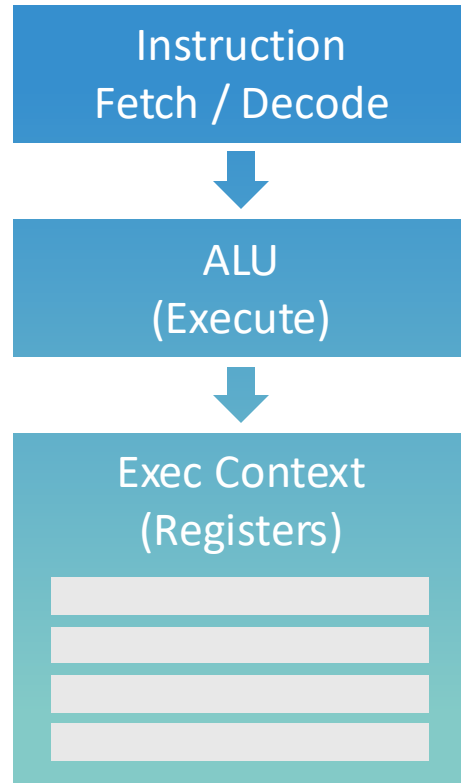 Instruction
Fetch / Decode
ALU
(Execute)
Exec Context
(Registers)